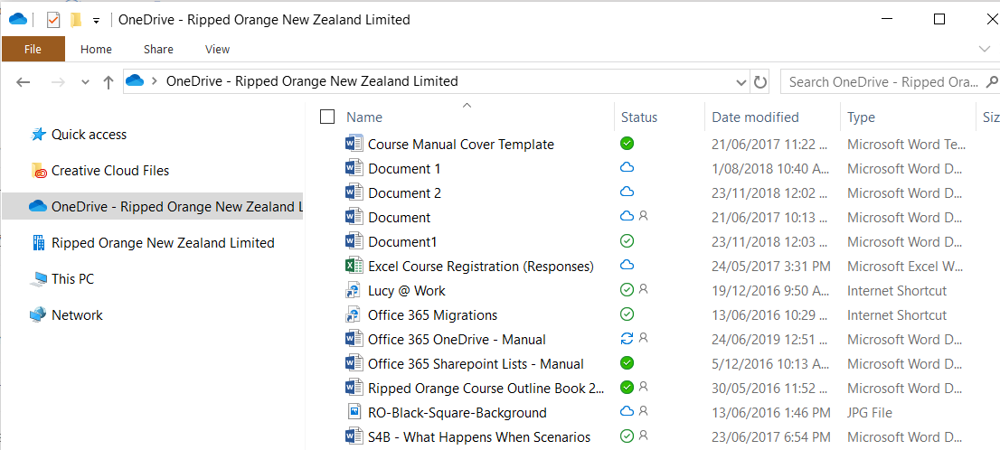 OneDrive - Ripped Orange New Zealand Limited
File Home Share View
OneDrive - Ripped Orange New Zealand Limited Search OneDrive - Ripped Ora...
Quick access
Creative Cloud Files
OneDrive - Ripped Orange New Zealand L
Ripped Orange New Zealand Limited
This PC
Network
Name Status Date modified Type Siz
Course Manual Cover Template 21/06/2017 11:22 ... Microsoft Word Te...
Document 1 1/08/2018 10:40 A... Microsoft Word D...
Document 2 23/11/2018 12:02 ... Microsoft Word D...
Document 21/06/2017 10:13 ... Microsoft Word D...
Document1 23/11/2018 12:03 ... Microsoft Word D...
Excel Course Registration (Responses) 24/05/2017 3:31 PM Microsoft Excel W...
Lucy @ Work 19/12/2016 9:50 A... Internet Shortcut
Office 365 Migrations 13/06/2016 10:29 ... Internet Shortcut
Office 365 OneDrive - Manual 24/06/2019 12:51 ... Microsoft Word D...
Office 365 Sharepoint Lists - Manual 5/12/2016 10:13 A... Microsoft Word D...
Ripped Orange Course Outline Book 2... 30/05/2016 11:52 ... Microsoft Word D...
RO-Black-Square-Background 13/06/2016 1:46 PM JPG File
S4B - What Happens When Scenarios 23/06/2017 6:54 PM Microsoft Word D...